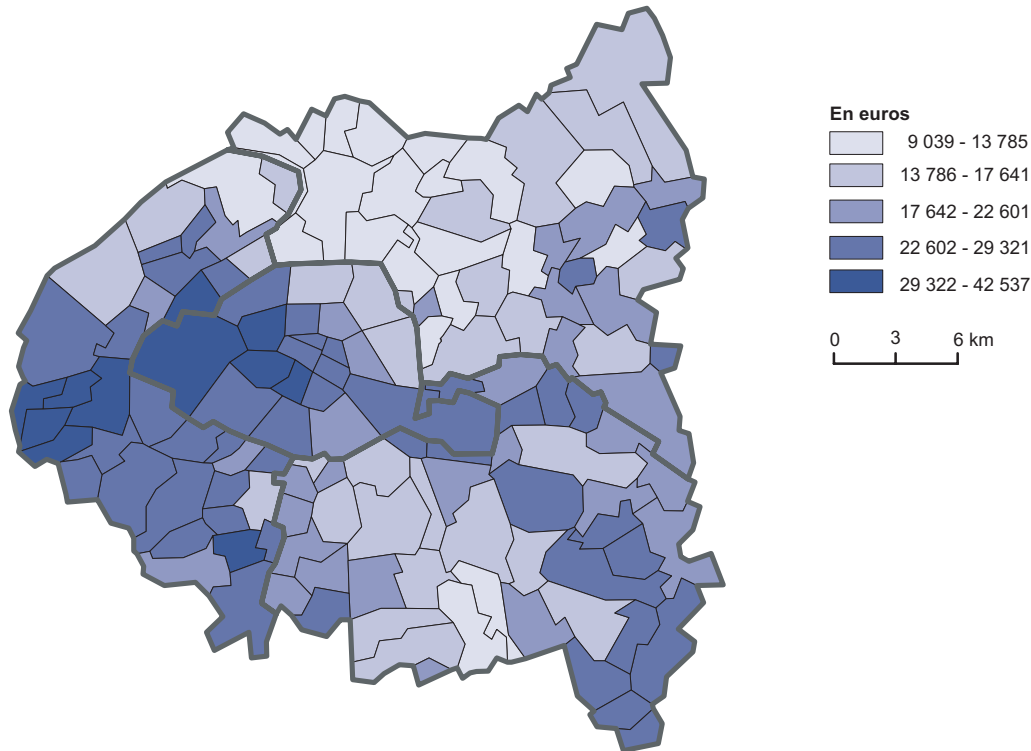 En euros
9 039 - 13 785
13 786 - 17 641
17 642 - 22 601
22 602 - 29 321
29 322 - 42 537
0 3 6 km